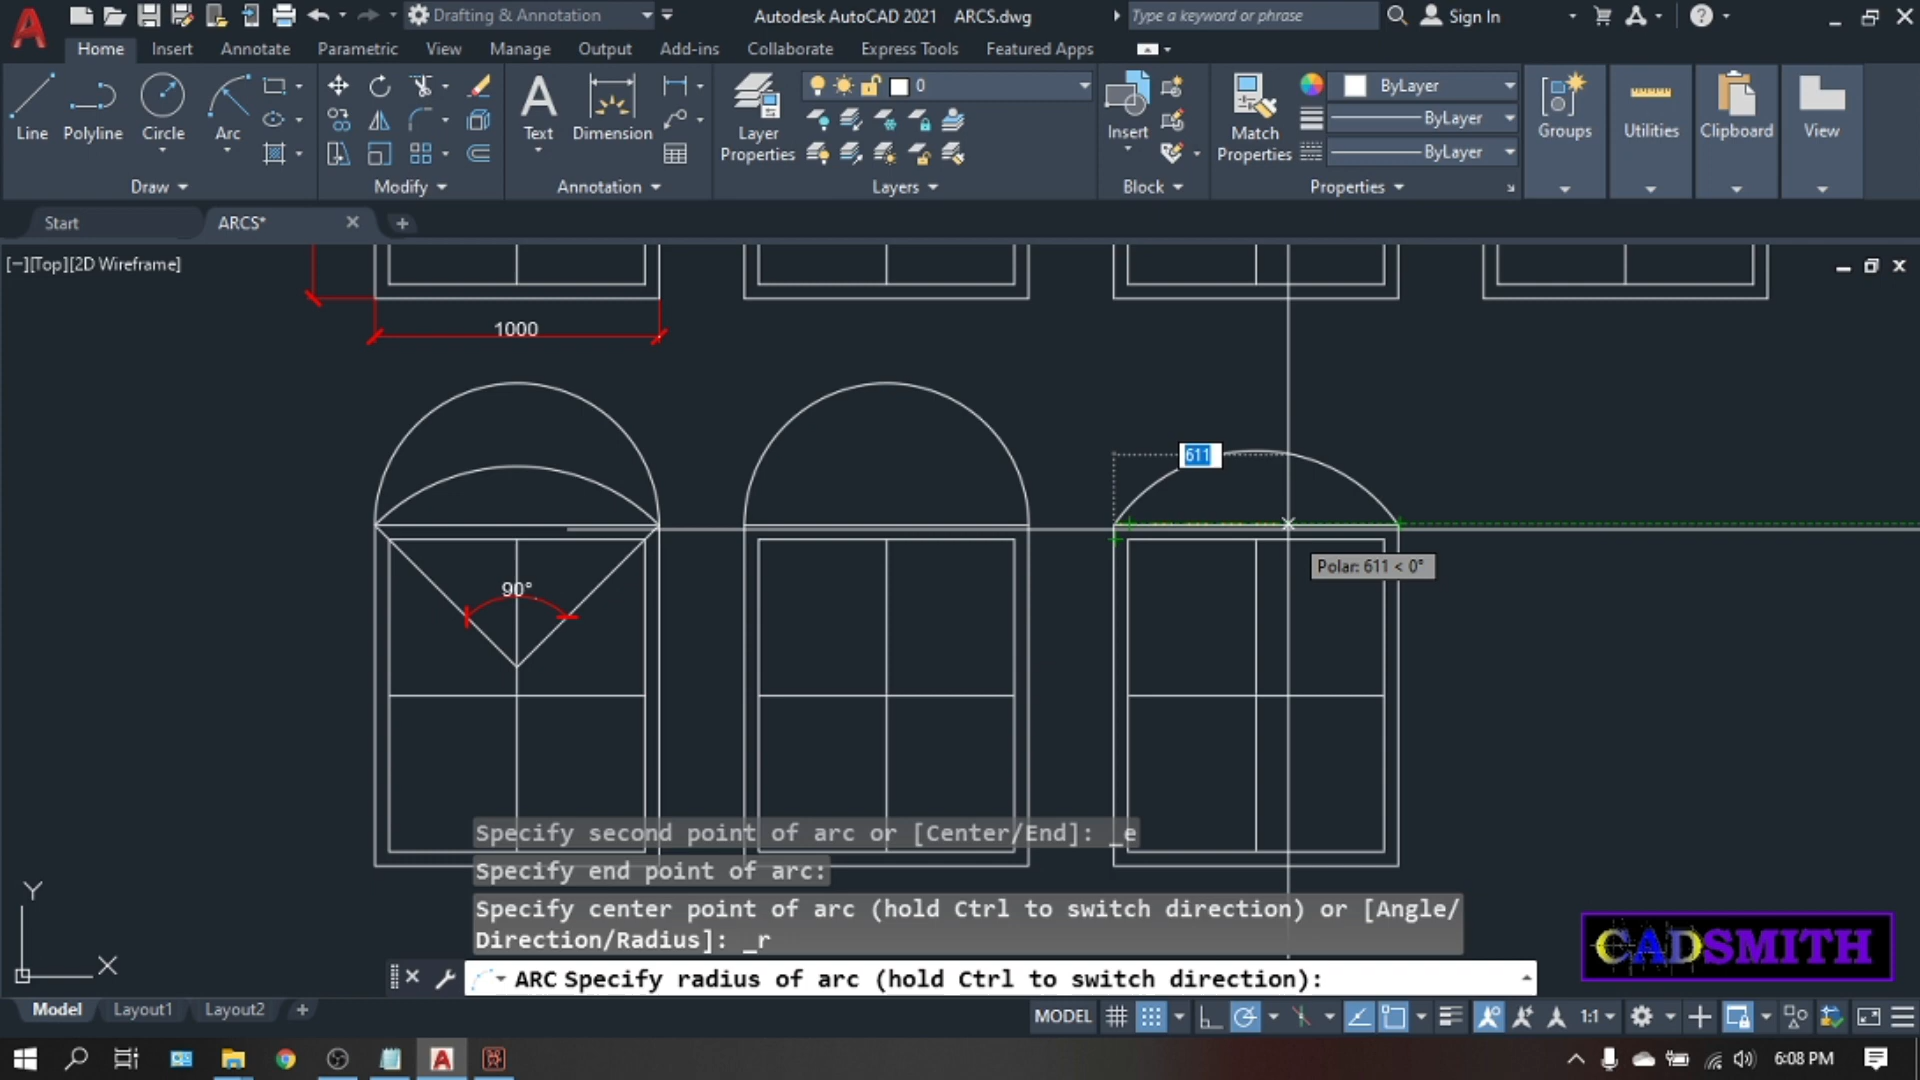 Drafting & Annotation
Autodesk AutoCAD 2021 ARCS.dwg
Type a keyword or phrase
Sign In
Home Insert Annotate Parametric View Manage Output Add-ins Collaborate Express Tools Featured Apps
0
ByLayer
ByLayer
ByLayer
Line Polyline Circle Arc
Text Dimension
Layer Properties
Insert
Match Properties
Groups Utilities Clipboard View
Draw Modify Annotation Layers Block Properties
Start ARCS*
[−][Top][2D Wireframe]
1000
611
Polar: 611 < 0°
90°
Specify second point of arc or [Center/End]: _e
Specify end point of arc:
Specify center point of arc (hold Ctrl to switch direction) or [Angle/
Direction/Radius]: _r
ARC Specify radius of arc (hold Ctrl to switch direction):
Y
X
CADSMITH
Model Layout1 Layout2
MODEL 1:1
6:08 PM